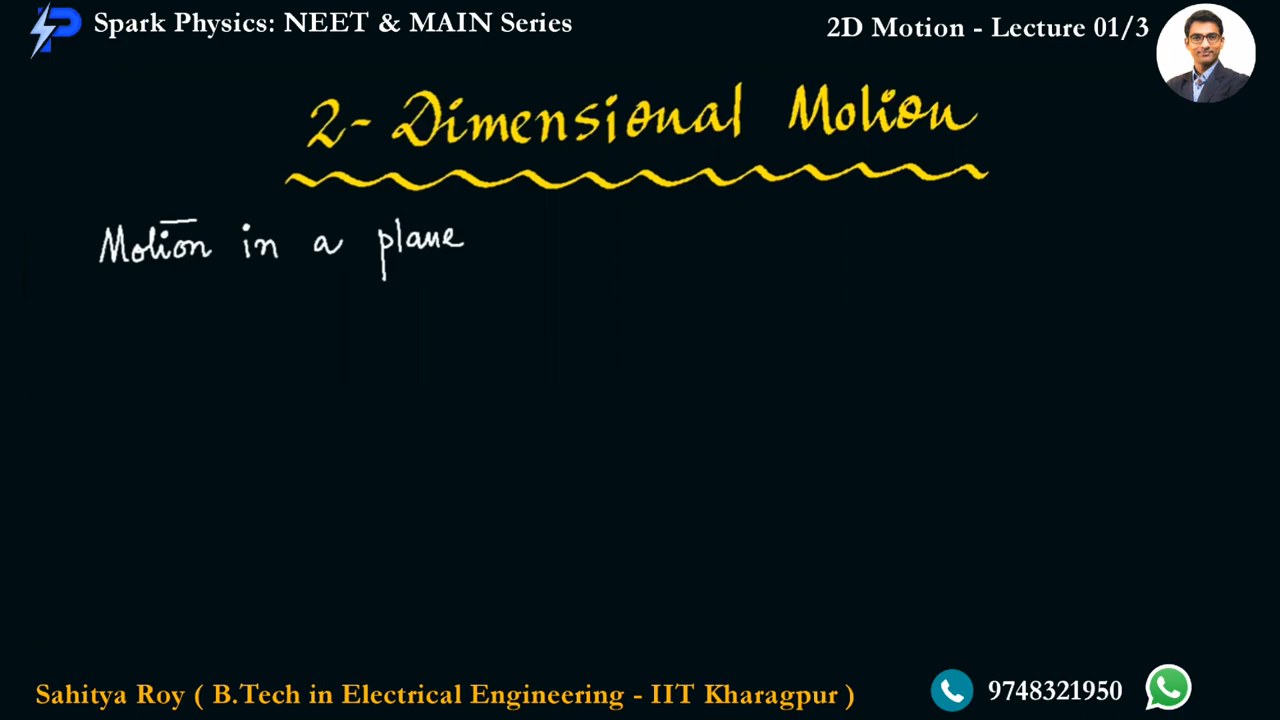 Spark Physics: NEET & MAIN Series
2D Motion - Lecture 01/3
2-Dimensional Motion
Motion in a plane
Sahitya Roy ( B.Tech in Electrical Engineering - IIT Kharagpur )
9748321950